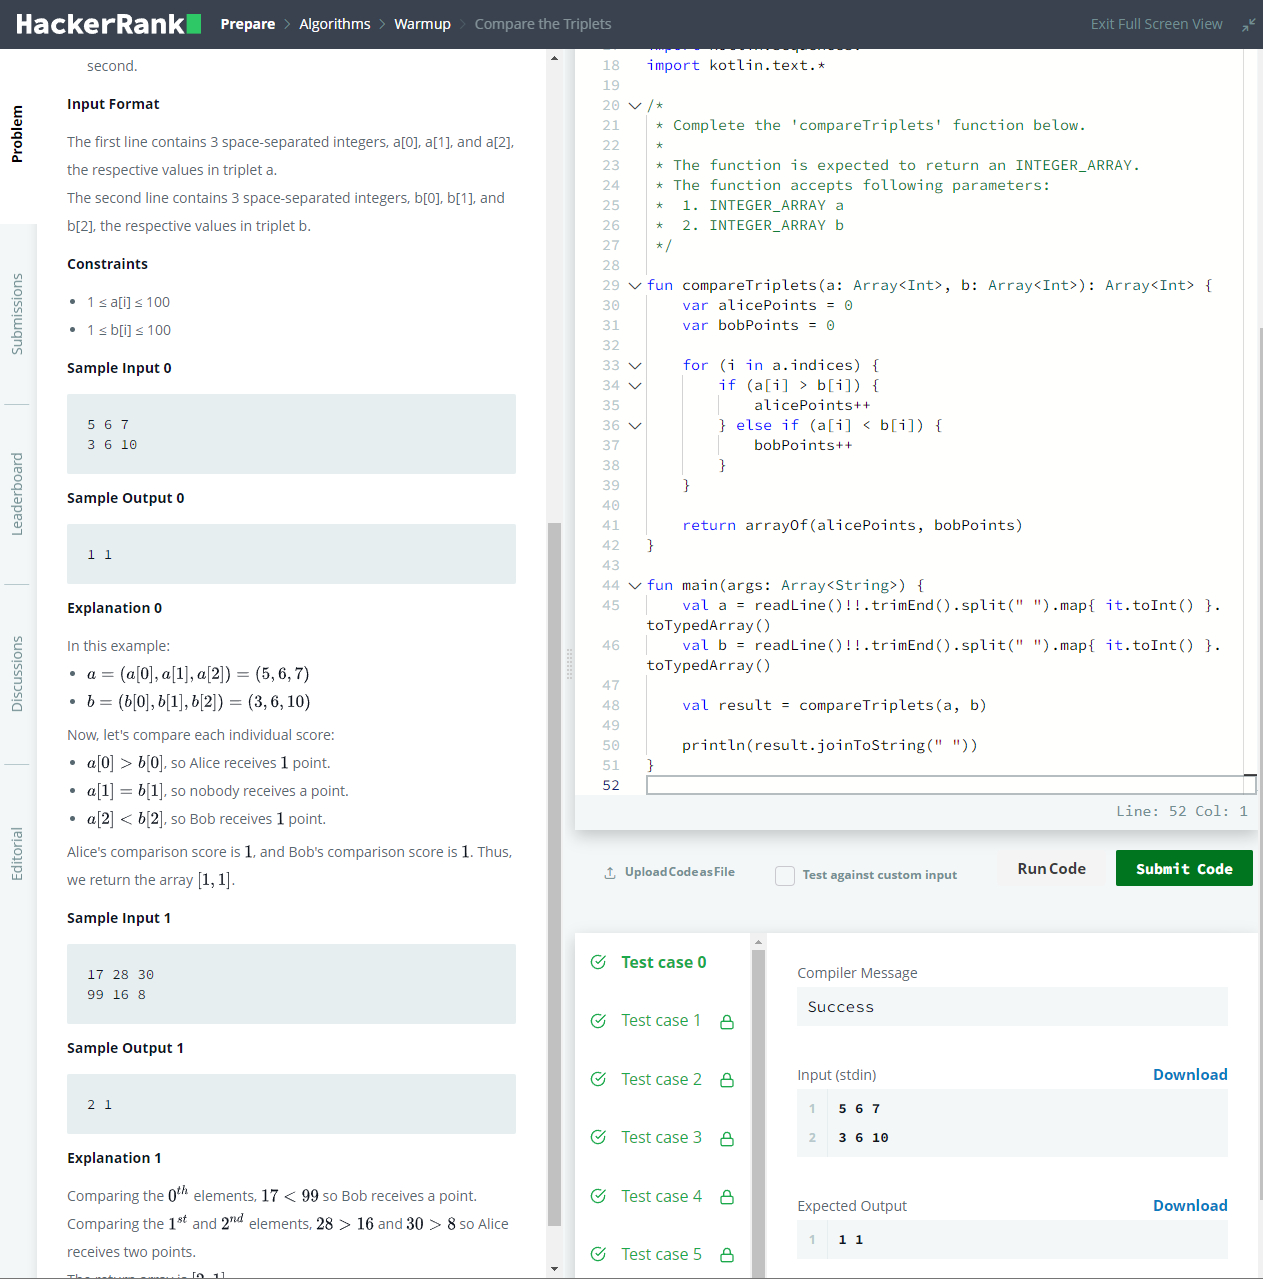 HackerRank
Prepare > Algorithms > Warmup > Compare the Triplets
Exit Full Screen View
Problem
Submissions
Leaderboard
Discussions
Editorial
second.
Input Format
The first line contains 3 space-separated integers, a[0], a[1], and a[2],
the respective values in triplet a.
The second line contains 3 space-separated integers, b[0], b[1], and
b[2], the respective values in triplet b.
Constraints
• 1 ≤ a[i] ≤ 100
• 1 ≤ b[i] ≤ 100
Sample Input 0
5 6 7
3 6 10
Sample Output 0
1 1
Explanation 0
In this example:
• a = (a[0], a[1], a[2]) = (5, 6, 7)
• b = (b[0], b[1], b[2]) = (3, 6, 10)
Now, let's compare each individual score:
• a[0] > b[0], so Alice receives 1 point.
• a[1] = b[1], so nobody receives a point.
• a[2] < b[2], so Bob receives 1 point.
Alice's comparison score is 1, and Bob's comparison score is 1. Thus,
we return the array [1, 1].
Sample Input 1
17 28 30
99 16 8
Sample Output 1
2 1
Explanation 1
Comparing the 0th elements, 17 < 99 so Bob receives a point.
Comparing the 1st and 2nd elements, 28 > 16 and 30 > 8 so Alice
receives two points.
18 import kotlin.text.*
19
20 /*
21 * Complete the 'compareTriplets' function below.
22 *
23 * The function is expected to return an INTEGER_ARRAY.
24 * The function accepts following parameters:
25 *  1. INTEGER_ARRAY a
26 *  2. INTEGER_ARRAY b
27 */
28
29 fun compareTriplets(a: Array<Int>, b: Array<Int>): Array<Int> {
30     var alicePoints = 0
31     var bobPoints = 0
32
33     for (i in a.indices) {
34         if (a[i] > b[i]) {
35             alicePoints++
36         } else if (a[i] < b[i]) {
37             bobPoints++
38         }
39     }
40
41     return arrayOf(alicePoints, bobPoints)
42 }
43
44 fun main(args: Array<String>) {
45     val a = readLine()!!.trimEnd().split(" ").map{ it.toInt() }.
toTypedArray()
46     val b = readLine()!!.trimEnd().split(" ").map{ it.toInt() }.
toTypedArray()
47
48     val result = compareTriplets(a, b)
49
50     println(result.joinToString(" "))
51 }
52
Line: 52 Col: 1
Upload Code as File
Test against custom input
Run Code
Submit Code
Test case 0
Test case 1
Test case 2
Test case 3
Test case 4
Test case 5
Compiler Message
Success
Input (stdin)
Download
1 5 6 7
2 3 6 10
Expected Output
Download
1 1 1